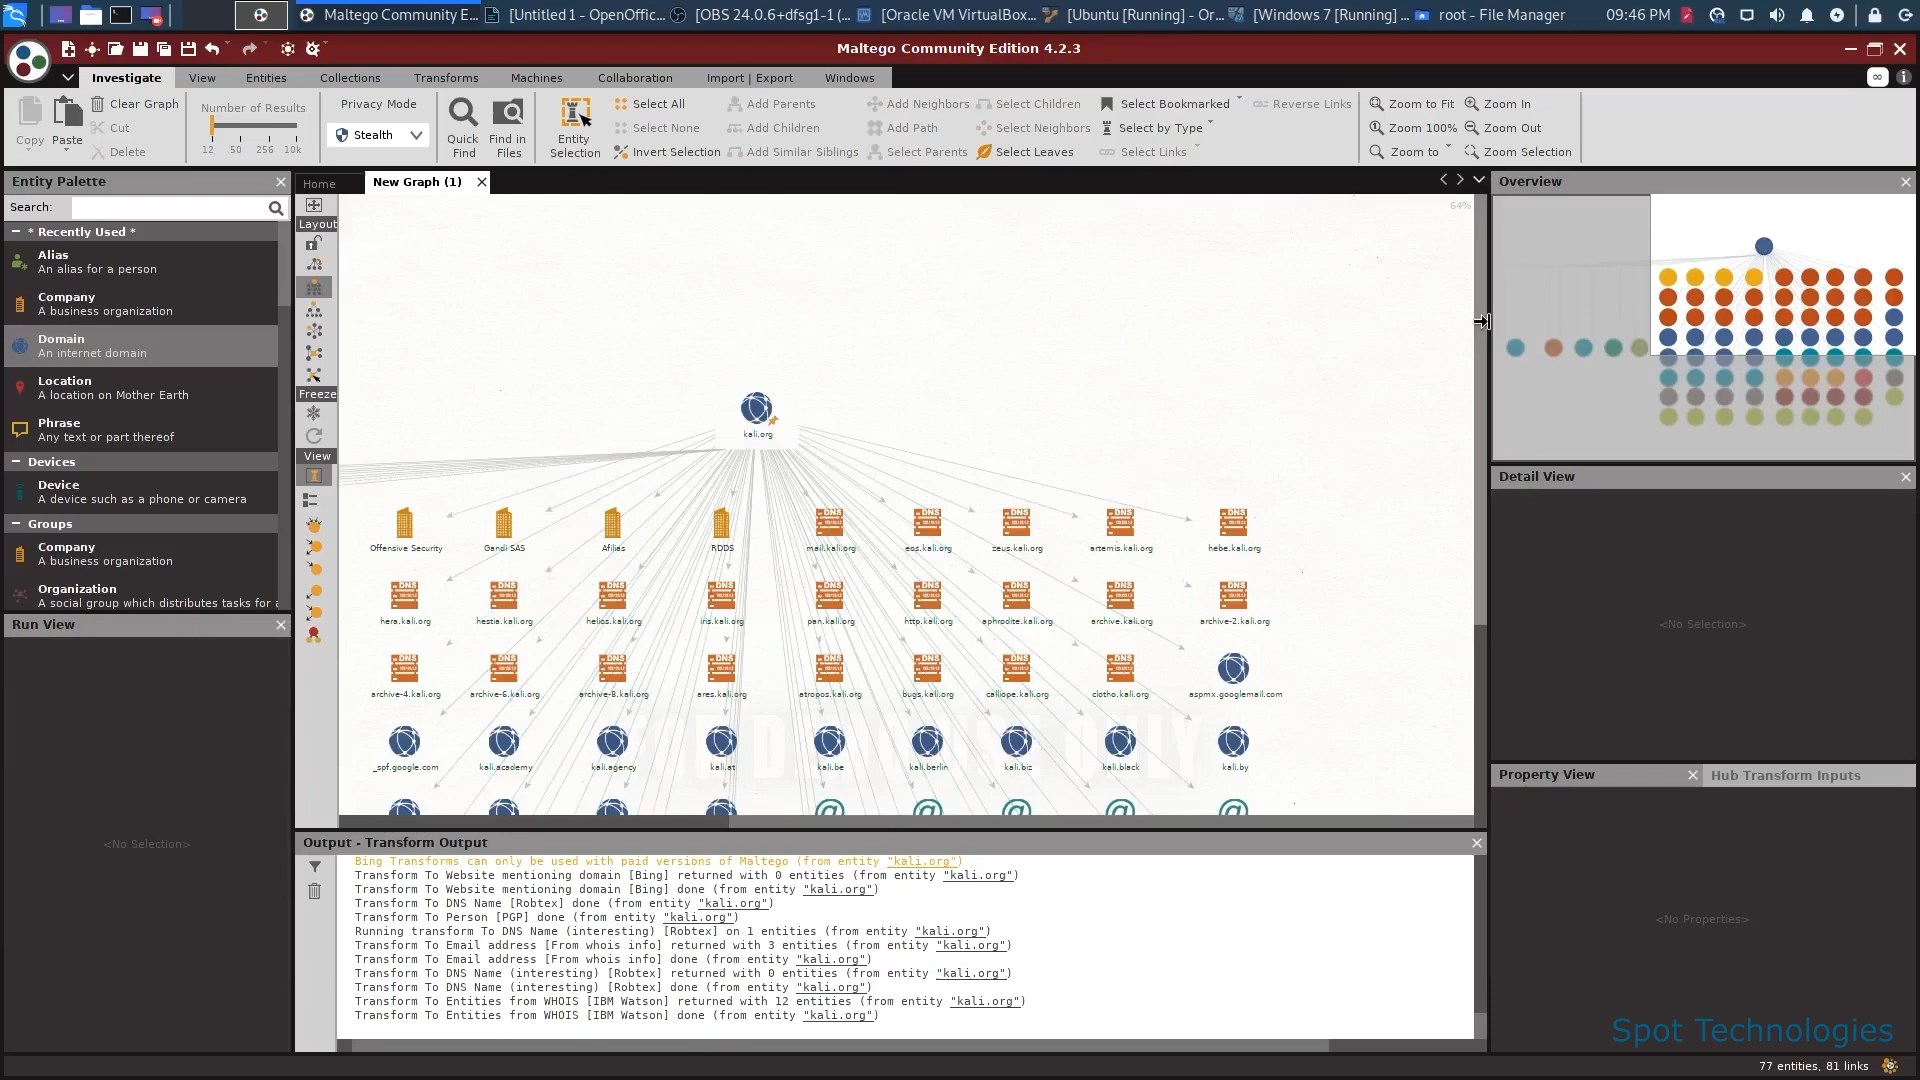 Maltego Community E...
[Untitled 1 - OpenOffic...
[OBS 24.0.6+dfsg1-1 (...
[Oracle VM VirtualBox...
[Ubuntu [Running] - Or...
[Windows 7 [Running] ...
root - File Manager
09:46 PM
Maltego Community Edition 4.2.3
Investigate View Entities Collections Transforms Machines Collaboration Import | Export Windows
Copy
Paste
Clear Graph
Cut
Delete
Number of Results
12 50 256 10k
Privacy Mode
Stealth
Quick Find
Find in Files
Entity Selection
Select All
Select None
Invert Selection
Add Parents
Add Children
Add Similar Siblings
Add Neighbors
Add Path
Select Parents
Select Children
Select Neighbors
Select Leaves
Select Bookmarked
Select by Type
Select Links
Reverse Links
Zoom to Fit
Zoom 100%
Zoom to
Zoom In
Zoom Out
Zoom Selection
Entity Palette
Search:
* Recently Used *
Alias
An alias for a person
Company
A business organization
Domain
An internet domain
Location
A location on Mother Earth
Phrase
Any text or part thereof
Devices
Device
A device such as a phone or camera
Groups
Company
A business organization
Organization
A social group which distributes tasks for a
Run View
<No Selection>
Home
New Graph (1)
Layout
Freeze
View
64%
kali.org
Offensive Security Gandi SAS Afilias RDDS mail.kali.org eos.kali.org zeus.kali.org artemis.kali.org hebe.kali.org
hera.kali.org hestia.kali.org helios.kali.org iris.kali.org pan.kali.org http.kali.org aphrodite.kali.org archive.kali.org archive-2.kali.org
archive-4.kali.org archive-6.kali.org archive-8.kali.org ares.kali.org atropos.kali.org bugs.kali.org calliope.kali.org clotho.kali.org aspmx.googlemail.com
_spf.google.com kali.academy kali.agency kali.at kali.be kali.berlin kali.biz kali.black kali.by
Output - Transform Output
Bing Transforms can only be used with paid versions of Maltego (from entity "kali.org")
Transform To Website mentioning domain [Bing] returned with 0 entities (from entity "kali.org")
Transform To Website mentioning domain [Bing] done (from entity "kali.org")
Transform To DNS Name [Robtex] done (from entity "kali.org")
Transform To Person [PGP] done (from entity "kali.org")
Running transform To DNS Name (interesting) [Robtex] on 1 entities (from entity "kali.org")
Transform To Email address [From whois info] returned with 3 entities (from entity "kali.org")
Transform To Email address [From whois info] done (from entity "kali.org")
Transform To DNS Name (interesting) [Robtex] returned with 0 entities (from entity "kali.org")
Transform To DNS Name (interesting) [Robtex] done (from entity "kali.org")
Transform To Entities from WHOIS [IBM Watson] returned with 12 entities (from entity "kali.org")
Transform To Entities from WHOIS [IBM Watson] done (from entity "kali.org")
Overview
Detail View
<No Selection>
Property View
Hub Transform Inputs
<No Properties>
Spot Technologies
77 entities, 81 links